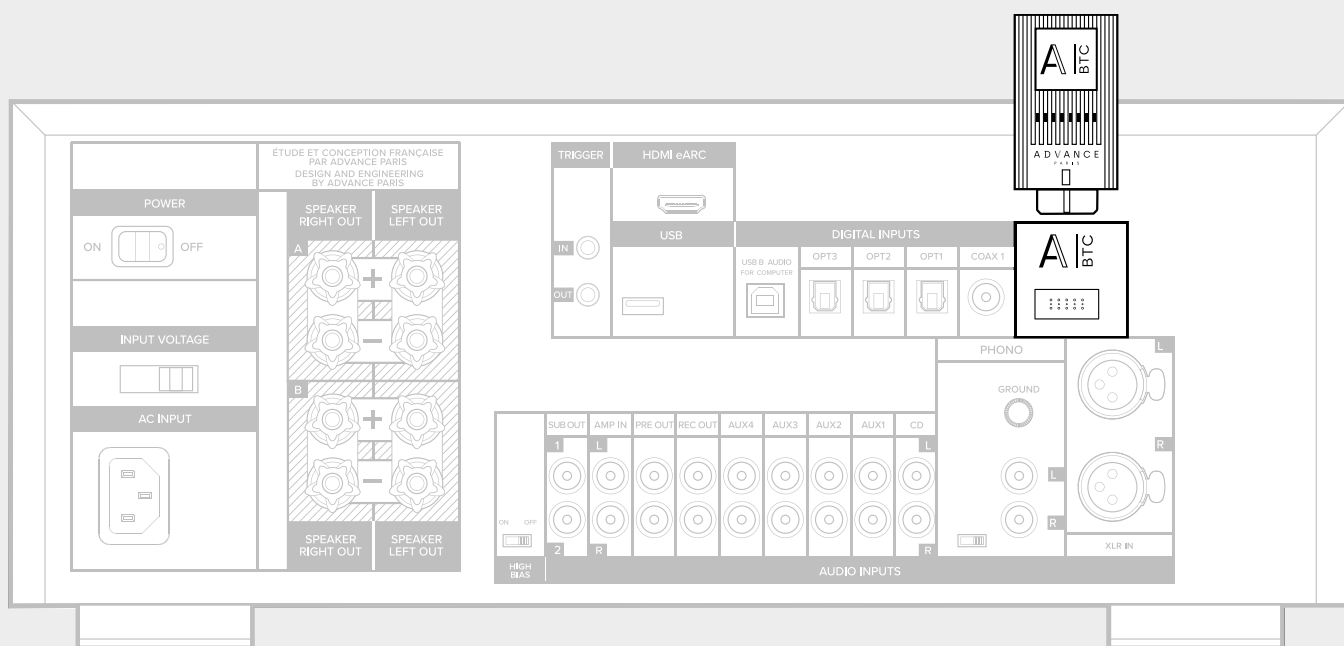 A BTC
ADVANCE
PARIS
ÉTUDE ET CONCEPTION FRANÇAISE
PAR ADVANCE PARIS
DESIGN AND ENGINEERING
BY ADVANCE PARIS
POWER
ON OFF
INPUT VOLTAGE
AC INPUT
SPEAKER RIGHT OUT
SPEAKER LEFT OUT
A
+
−
B
+
−
SPEAKER RIGHT OUT
SPEAKER LEFT OUT
TRIGGER
IN
OUT
HDMI eARC
USB
DIGITAL INPUTS
USB B AUDIO
FOR COMPUTER
OPT3
OPT2
OPT1
COAX 1
A BTC
PHONO
GROUND
L
R
L
R
XLR IN
SUB OUT
AMP IN
PRE OUT
REC OUT
AUX4
AUX3
AUX2
AUX1
CD
1
L
L
ON OFF
2
R
R
HIGH
BIAS
AUDIO INPUTS